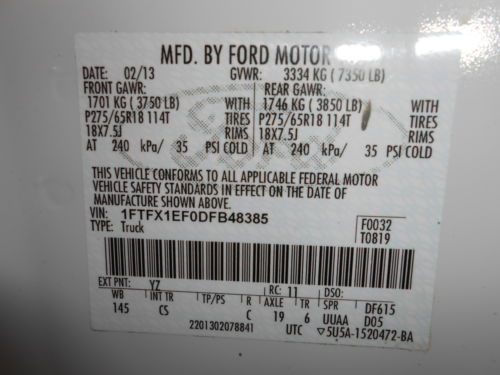 MFD. BY FORD MOTOR
DATE: 02/13 GVWR: 3334 KG (7350 LB)
FRONT GAWR: REAR GAWR:
1701 KG (3750 LB) WITH 1746 KG (3850 LB) WITH
P275/65R18 114T TIRES P275/65R18 114T TIRES
18X7.5J RIMS 18X7.5J RIMS
AT 240 kPa/ 35 PSI COLD AT 240 kPa/ 35 PSI COLD
Ford
THIS VEHICLE CONFORMS TO ALL APPLICABLE FEDERAL MOTOR
VEHICLE SAFETY STANDARDS IN EFFECT ON THE DATE OF
MANUFACTURE SHOWN ABOVE.
VIN: 1FTFX1EF0DFB48385 F0032
TYPE: Truck T0819
EXT PNT: YZ RC: 11 DSO:
WB INT TR TP/PS R AXLE TR SPR DF615
145 CS C 19 6 UUAA D05
2201302078841 UTC ▽5U5A-1520472-BA